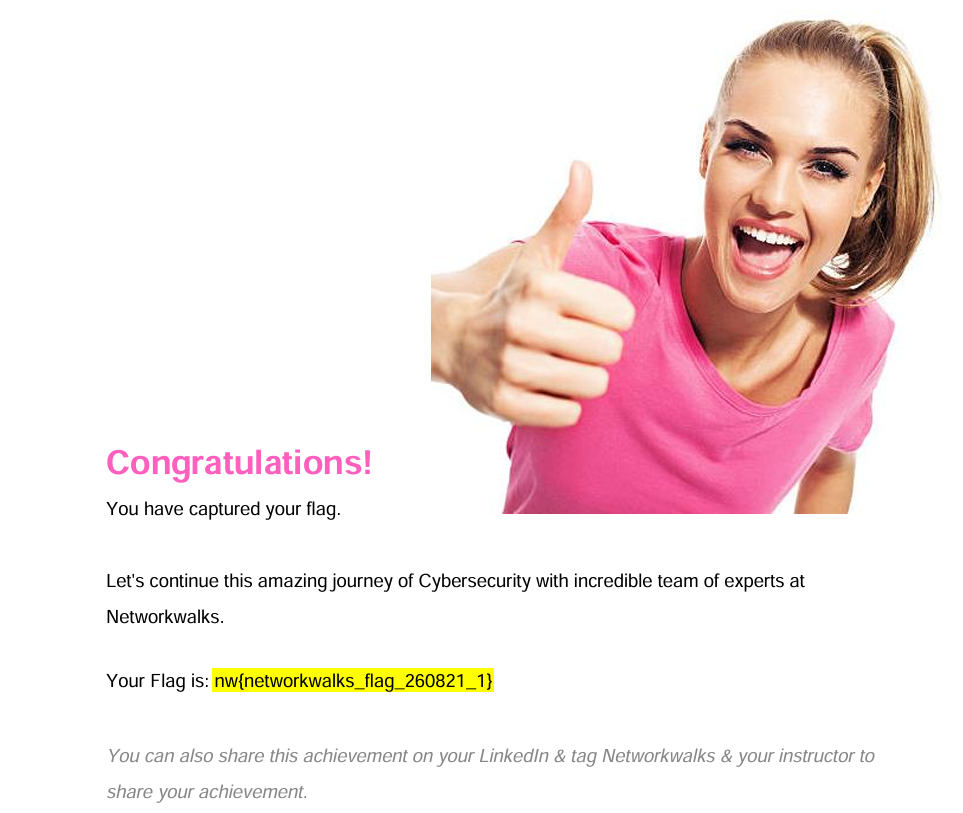 Congratulations!
You have captured your flag.
Let's continue this amazing journey of Cybersecurity with incredible team of experts at
Networkwalks.
Your Flag is: nw{networkwalks_flag_260821_1}
You can also share this achievement on your LinkedIn & tag Networkwalks & your instructor to
share your achievement.